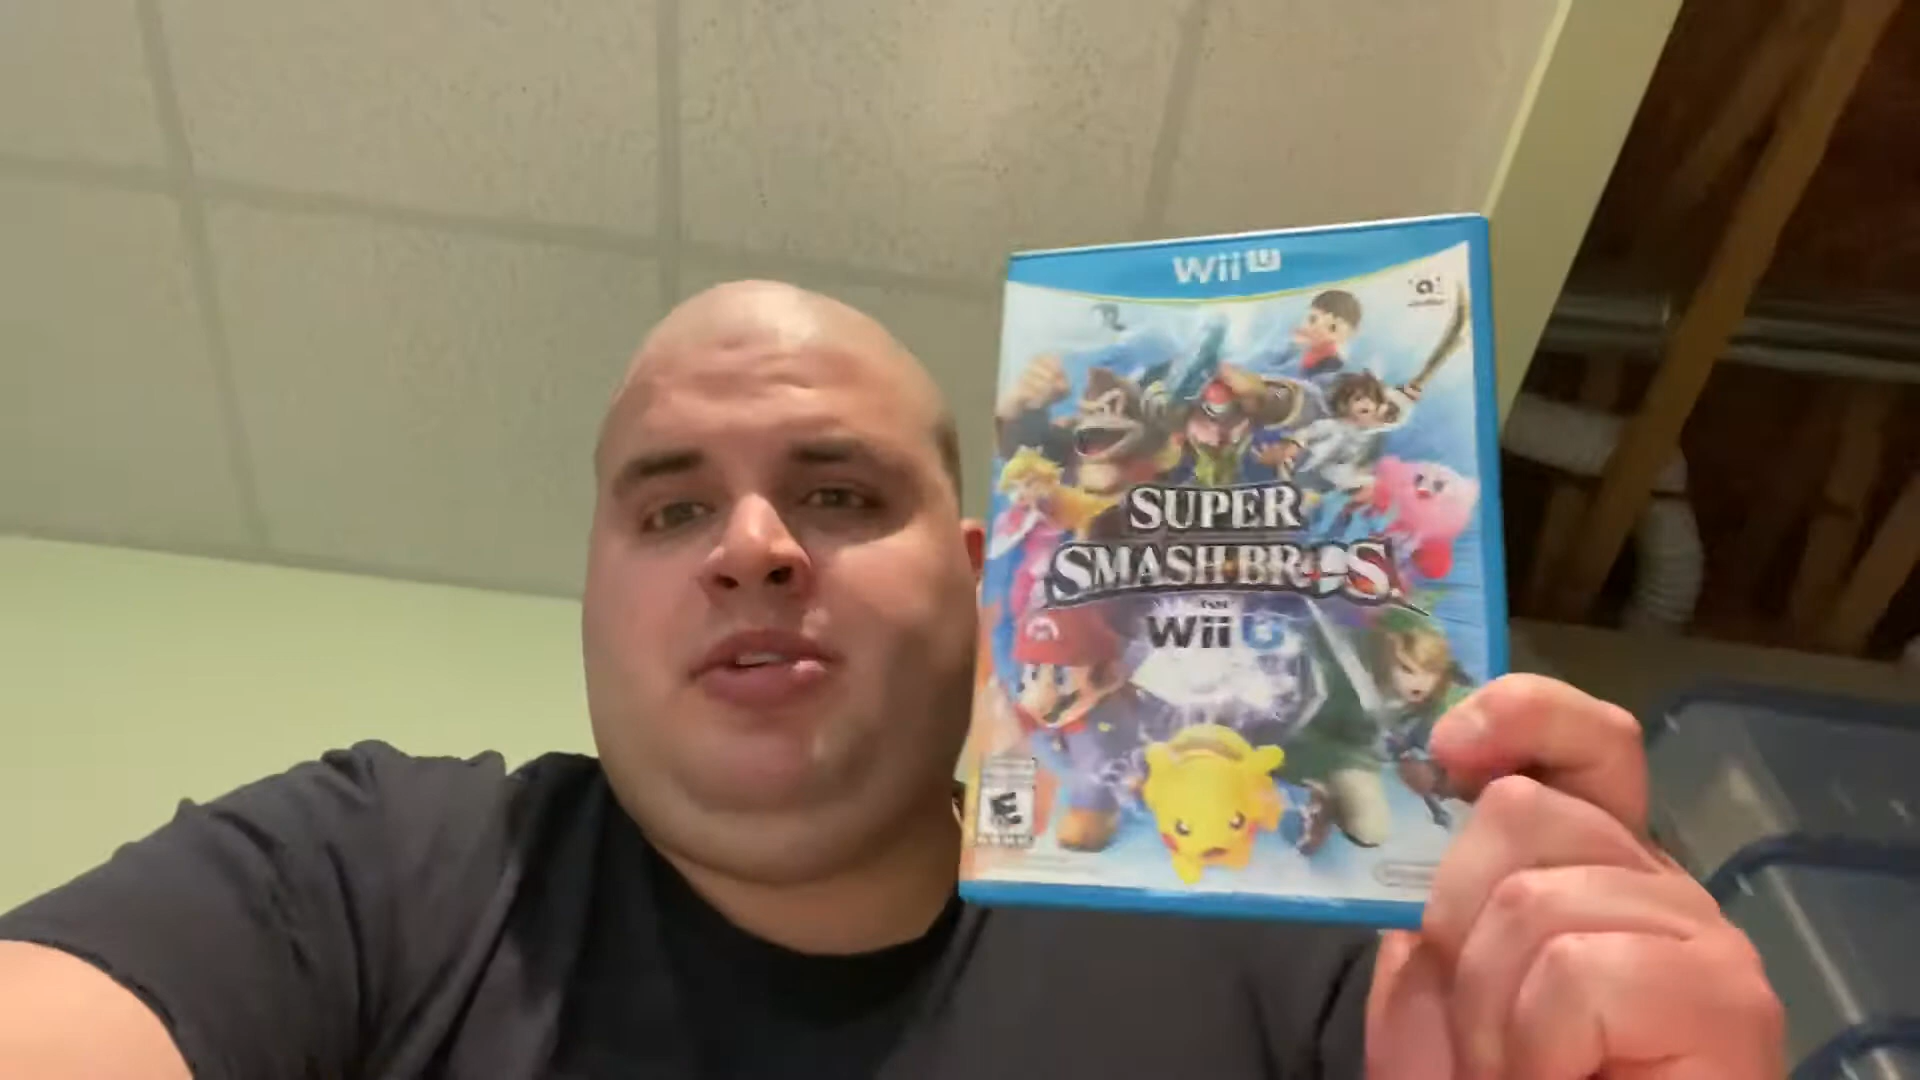 Wii U
SUPER
SMASH BROS.
FOR
Wii U
E